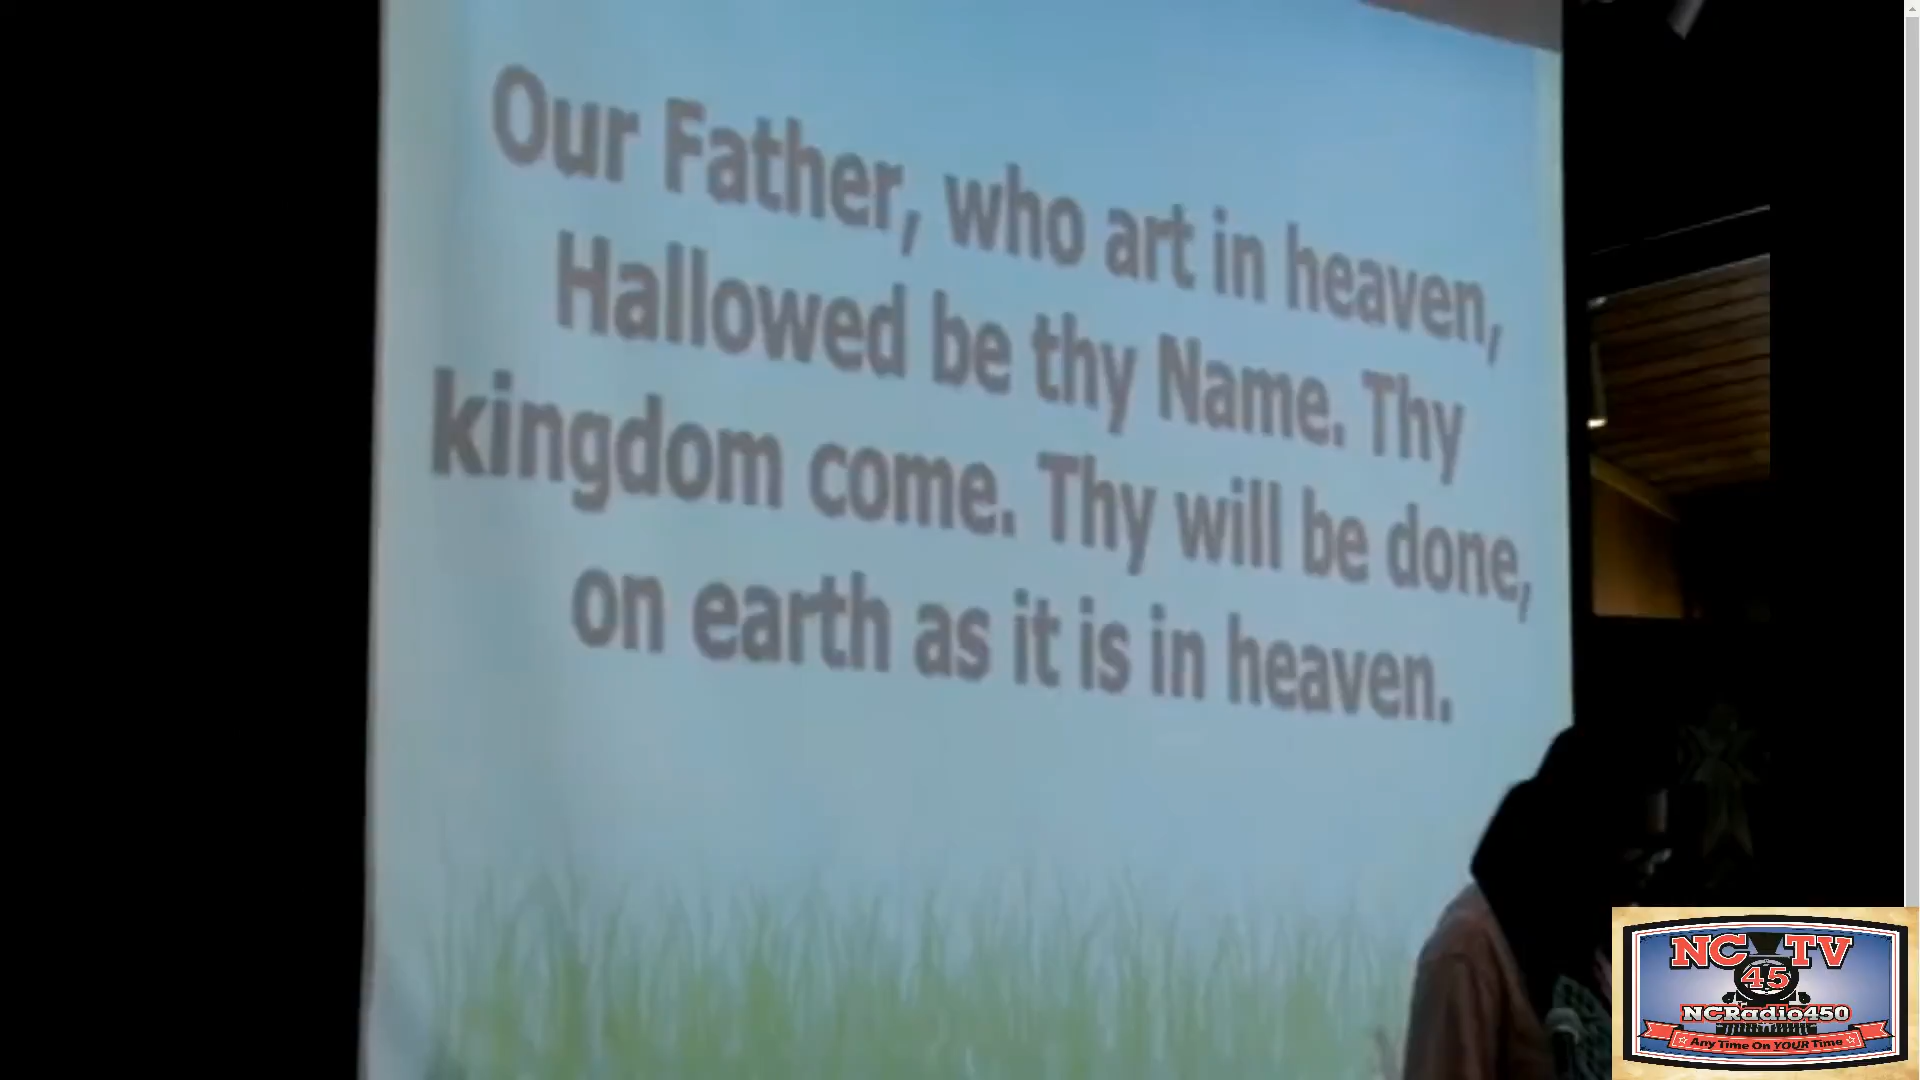 Our Father, who art in heaven,
Hallowed be thy Name. Thy
kingdom come. Thy will be done,
on earth as it is in heaven.
NC TV
45
NCRadio450
Any Time On YOUR Time